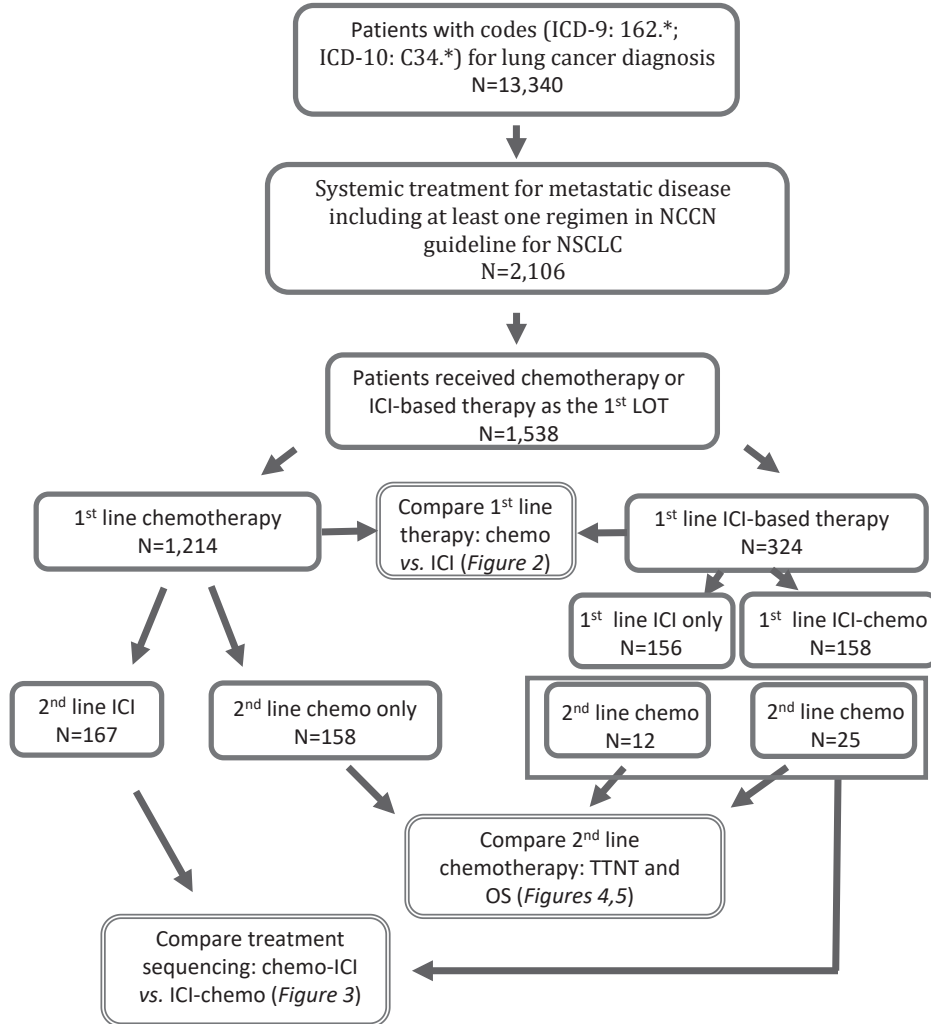 Patients with codes (ICD-9: 162.*;
ICD-10: C34.*) for lung cancer diagnosis
N=13,340
Systemic treatment for metastatic disease
including at least one regimen in NCCN
guideline for NSCLC
N=2,106
Patients received chemotherapy or
ICI-based therapy as the 1st LOT
N=1,538
1st line chemotherapy
N=1,214
Compare 1st line
therapy: chemo
vs. ICI (Figure 2)
1st line ICI-based therapy
N=324
1st line ICI only
N=156
1st line ICI-chemo
N=158
2nd line ICI
N=167
2nd line chemo only
N=158
2nd line chemo
N=12
2nd line chemo
N=25
Compare 2nd line
chemotherapy: TTNT and
OS (Figures 4,5)
Compare treatment
sequencing: chemo-ICI
vs. ICI-chemo (Figure 3)